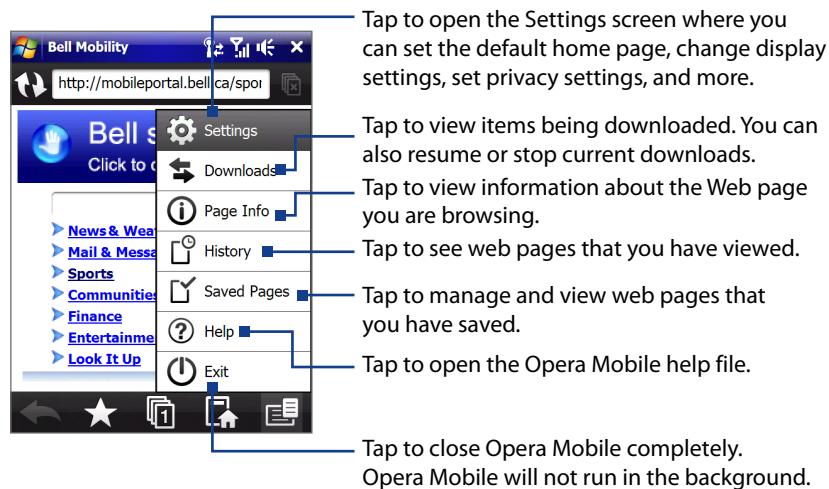 Bell Mobility
http://mobileportal.bell.ca/spor
Bell s
Click to
News & Wea
Mail & Messa
Sports
Communities
Finance
Entertainme
Look It Up
Settings
Downloads
Page Info
History
Saved Pages
Help
Exit
1
Tap to open the Settings screen where you
can set the default home page, change display
settings, set privacy settings, and more.
Tap to view items being downloaded. You can
also resume or stop current downloads.
Tap to view information about the Web page
you are browsing.
Tap to see web pages that you have viewed.
Tap to manage and view web pages that
you have saved.
Tap to open the Opera Mobile help file.
Tap to close Opera Mobile completely.
Opera Mobile will not run in the background.